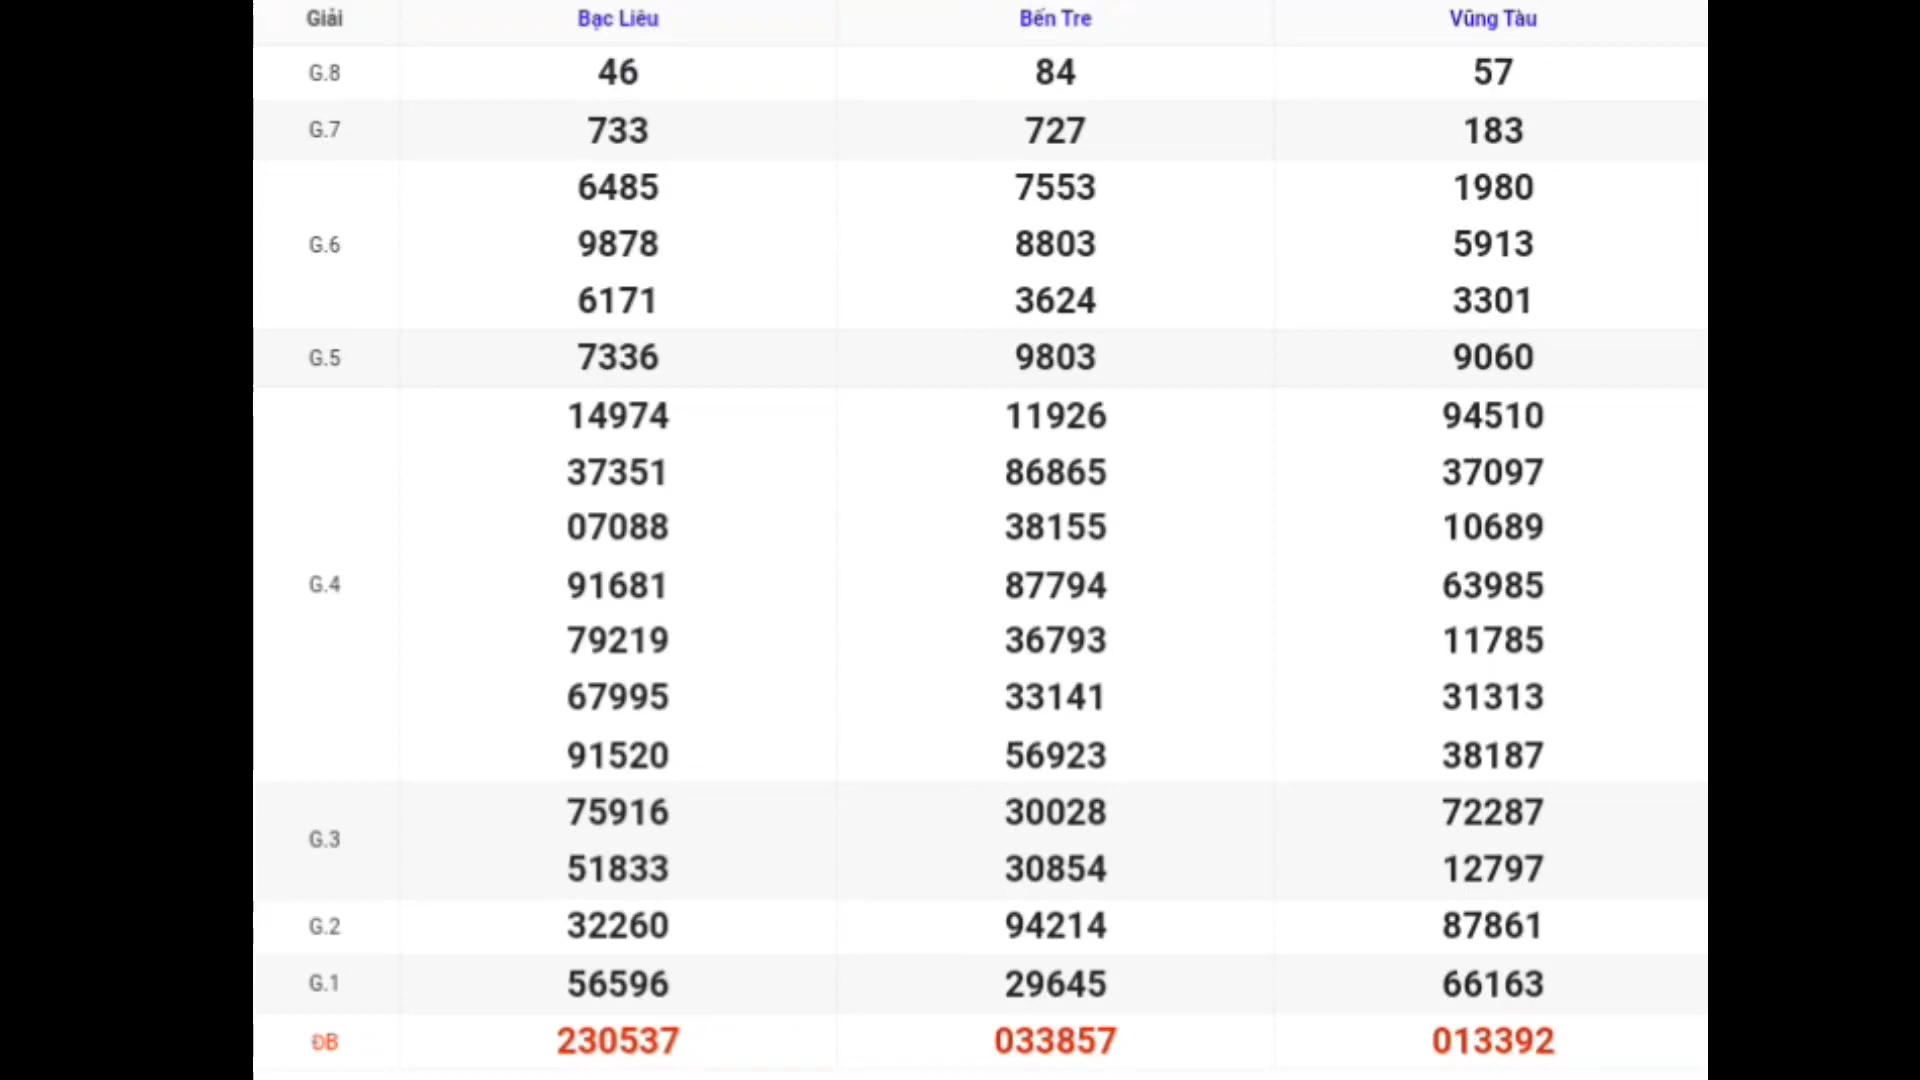 Giải Bạc Liêu Bến Tre Vũng Tàu
G.8 46 84 57
G.7 733 727 183
6485 7553 1980
G.6 9878 8803 5913
6171 3624 3301
G.5 7336 9803 9060
14974 11926 94510
37351 86865 37097
07088 38155 10689
G.4 91681 87794 63985
79219 36793 11785
67995 33141 31313
91520 56923 38187
G.3 75916 30028 72287
51833 30854 12797
G.2 32260 94214 87861
G.1 56596 29645 66163
ĐB 230537 033857 013392